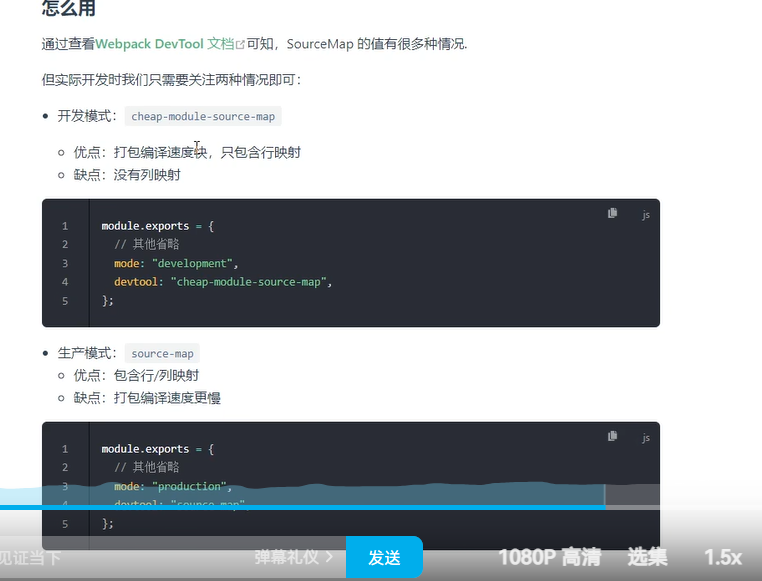 怎么用
通过查看Webpack DevTool 文档可知，SourceMap 的值有很多种情况.
但实际开发时我们只需要关注两种情况即可：
开发模式：cheap-module-source-map
优点：打包编译速度快，只包含行映射
缺点：没有列映射
js
1 module.exports = {
2 // 其他省略
3 mode: "development",
4 devtool: "cheap-module-source-map",
5 };
生产模式：source-map
优点：包含行/列映射
缺点：打包编译速度更慢
js
1 module.exports = {
2 // 其他省略
3 mode: "production",
4 devtool: "source-map",
5 };
见证当下 弹幕礼仪 > 发送 1080P 高清 选集 1.5x